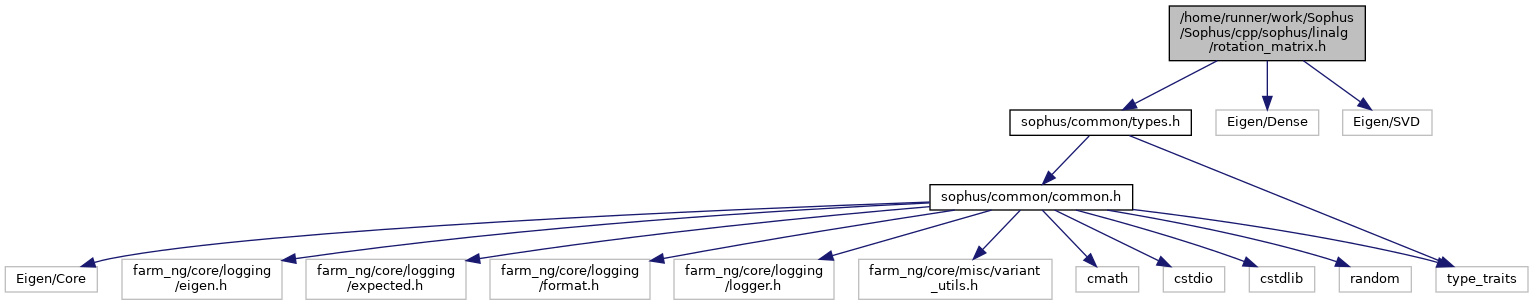 /home/runner/work/Sophus
/Sophus/cpp/sophus/linalg
/rotation_matrix.h
sophus/common/types.h
Eigen/Dense
Eigen/SVD
sophus/common/common.h
Eigen/Core
farm_ng/core/logging
/eigen.h
farm_ng/core/logging
/expected.h
farm_ng/core/logging
/format.h
farm_ng/core/logging
/logger.h
farm_ng/core/misc/variant
_utils.h
cmath
cstdio
cstdlib
random
type_traits